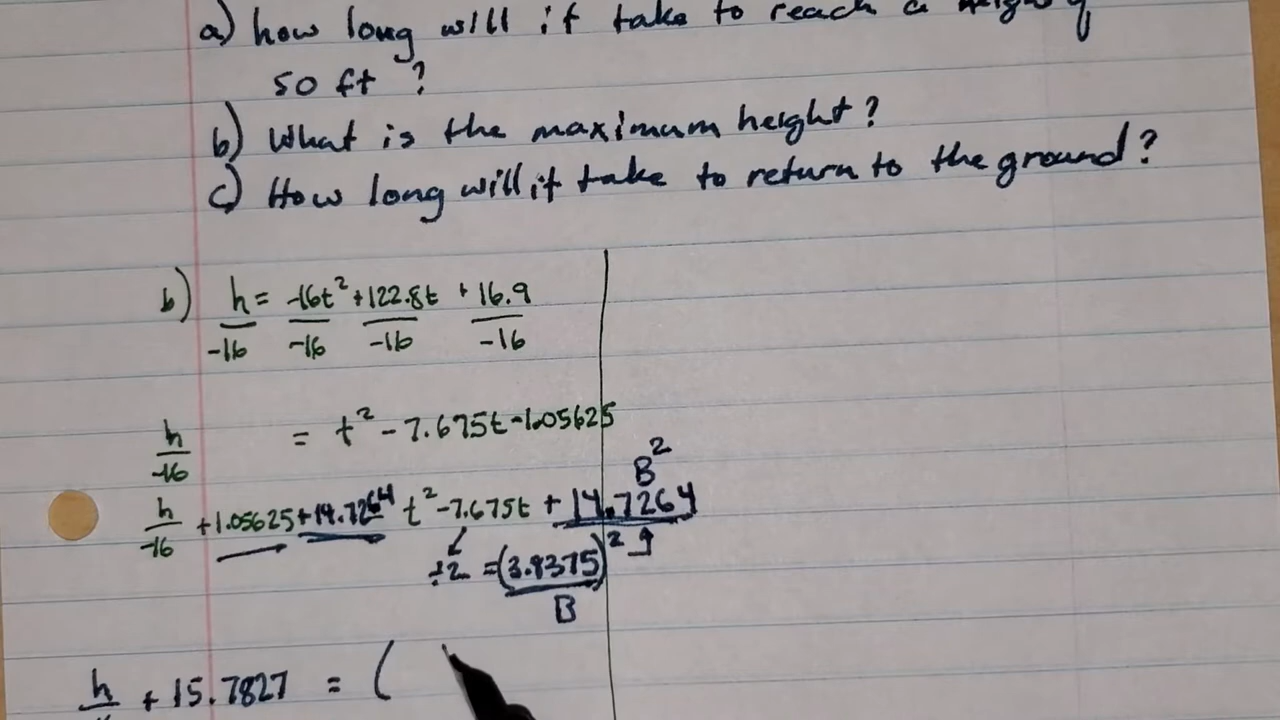 a) how long will it take to reach a height of
50 ft ?
b) What is the maximum height?
c) How long will it take to return to the ground?
b) h = -16t² + 122.8t + 16.9
-16 -16 -16 -16
h = t² - 7.675t - 1.05625
-16
B²
h + 1.05625 + 14.7264 t² - 7.675t + 14.7264
-16
÷2 = (3.8375)²
B
h + 15.7827 = (